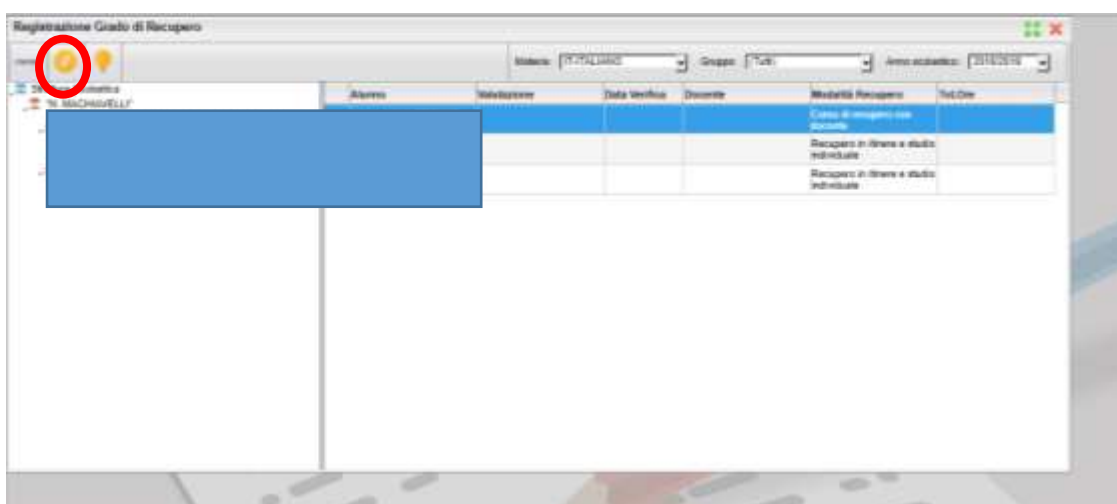 Registrazione Grado di Recupero
Materia: IT-ITALIANO Gruppo: (Tutti) Anno scolastico: 2015/2016
"N. MACHIAVELLI"
Alunno Valutazione Data Verifica Docente Modalità Recupero Tot.Ore
Corso di recupero con
docente
Recupero in itinere e studio
individuale
Recupero in itinere e studio
individuale